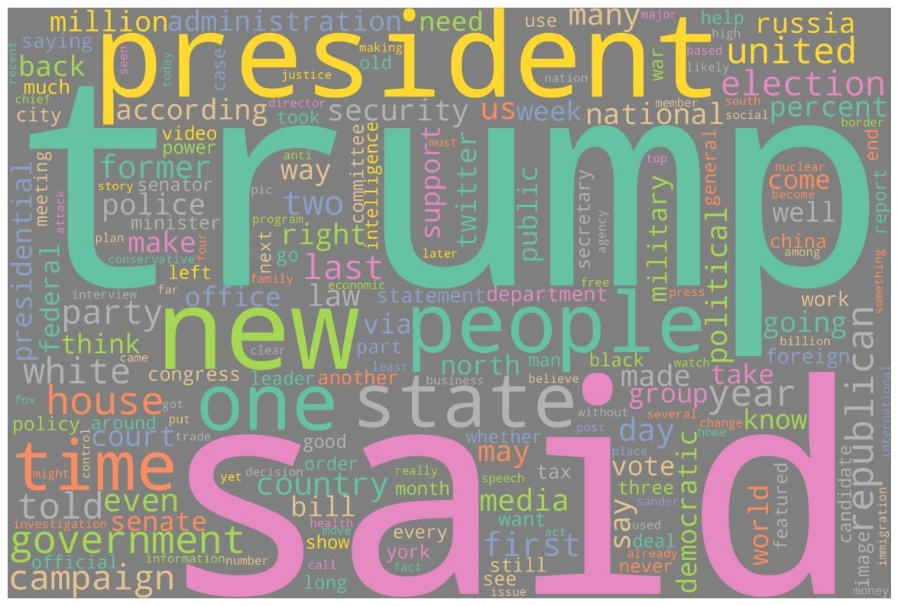 million
administration
need
many
use
major
help
russia
saying
president
seen
making
old
war
high
united
back
case
today
justice
based
likely
recent
much
nation
election
chief
according
director
security
us
week
national
member
south
percent
city
took
social
border
trump
video
power
anti
committee
intelligence
support
must
twitter
public
secretary
agency
military
general
top
nuclear
come
become
end
report
former
way
story
senator
pic
two
police
program
well
meeting
attack
minister
plan
make
four
next
right
later
china
among
presidential
federal
conservative
go
last
left
family
economic
free
something
interview
far
office
law
statement
department
press
political
work
party
new
via
people
billion
going
think
clear
part
north
man
black
watch
foreign
white
came
congress
least
leader
another
business
believe
made
take
fox
house
got
one
state
group
year
republican
international
policy
around
put
without
several
change
know
court
trade
good
whether
post
day
home
time
control
said
place
might
yet
decision
order
really
may
tax
vote
told
even
country
month
speech
three
democratic
world
featured
candidate
image
immigration
bill
health
media
want
act
sander
used
say
deal
investigation
senate
move
every
already
government
show
york
first
never
official
information
number
call
fact
still
campaign
long
see
issue
money